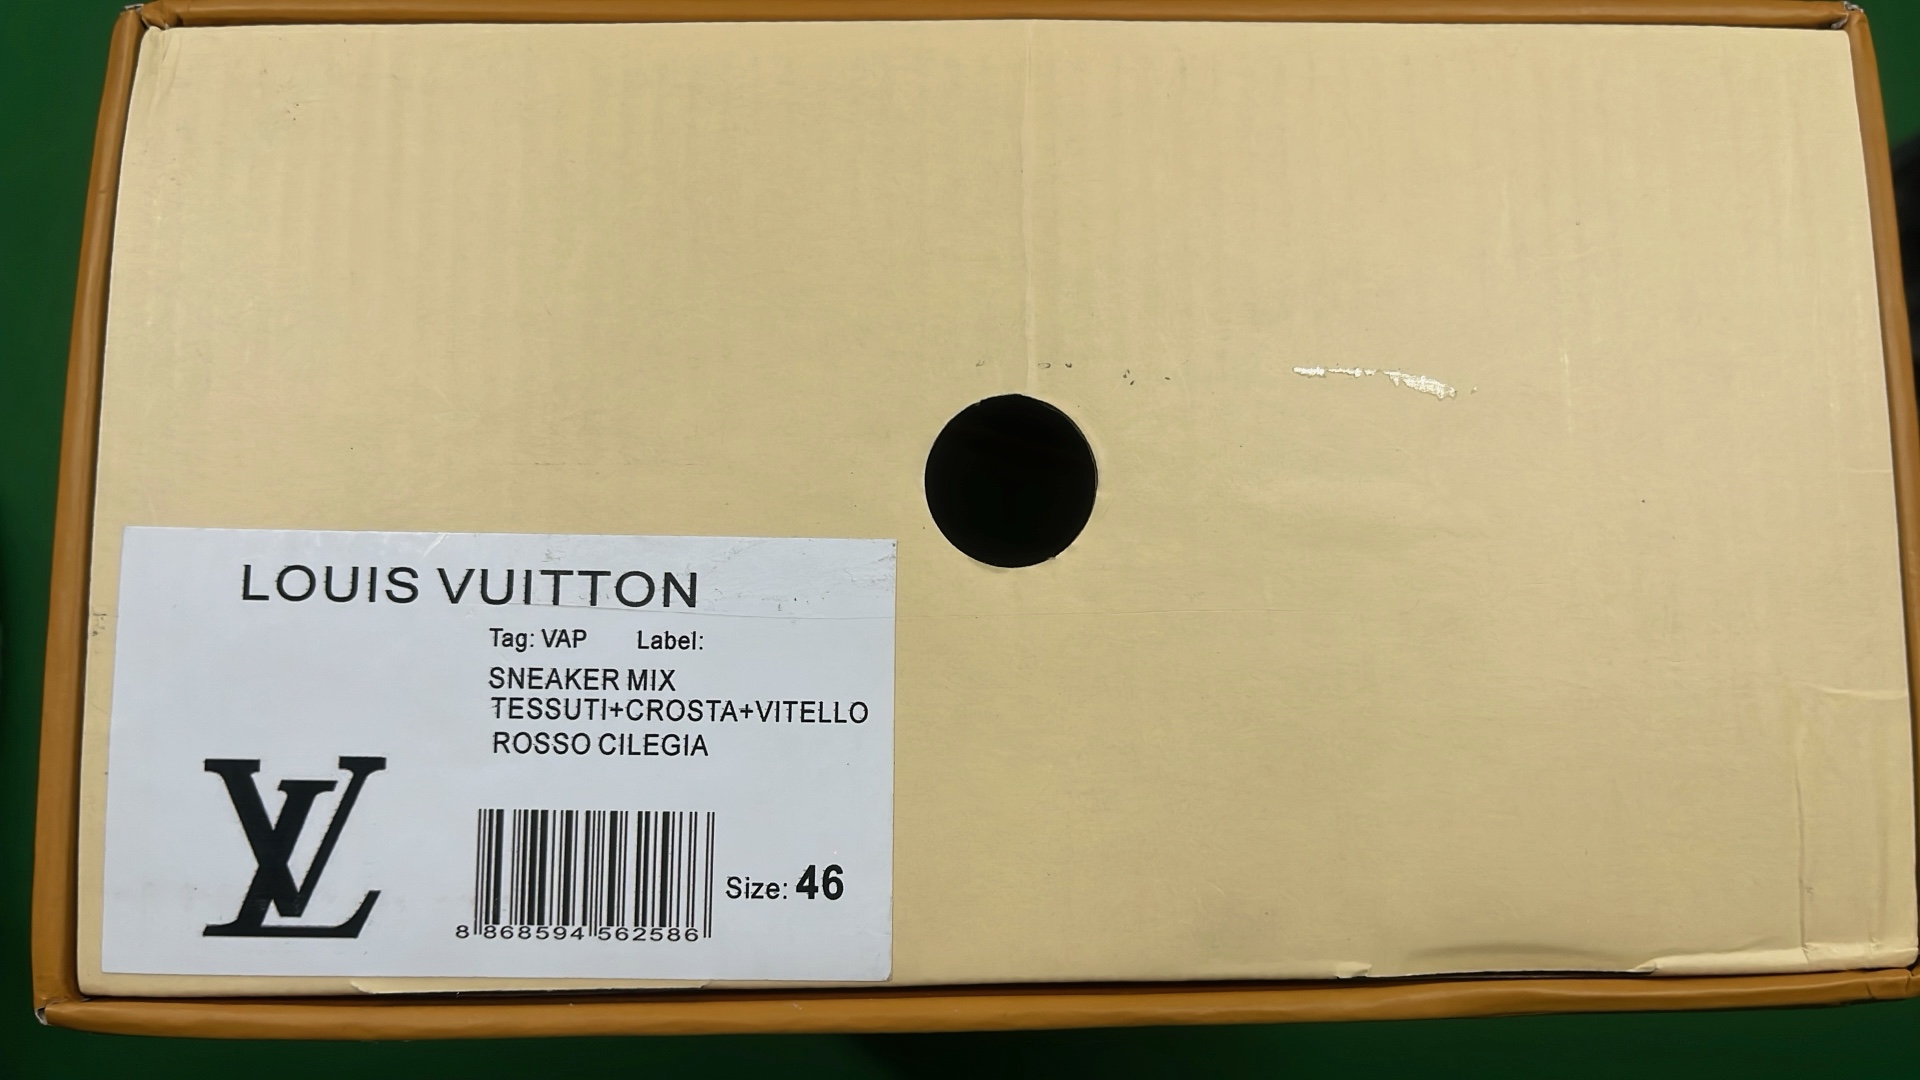 LOUIS VUITTON
Tag: VAP Label:
SNEAKER MIX
TESSUTI+CROSTA+VITELLO
ROSSO CILEGIA
LV
Size: 46
8 868594 562586